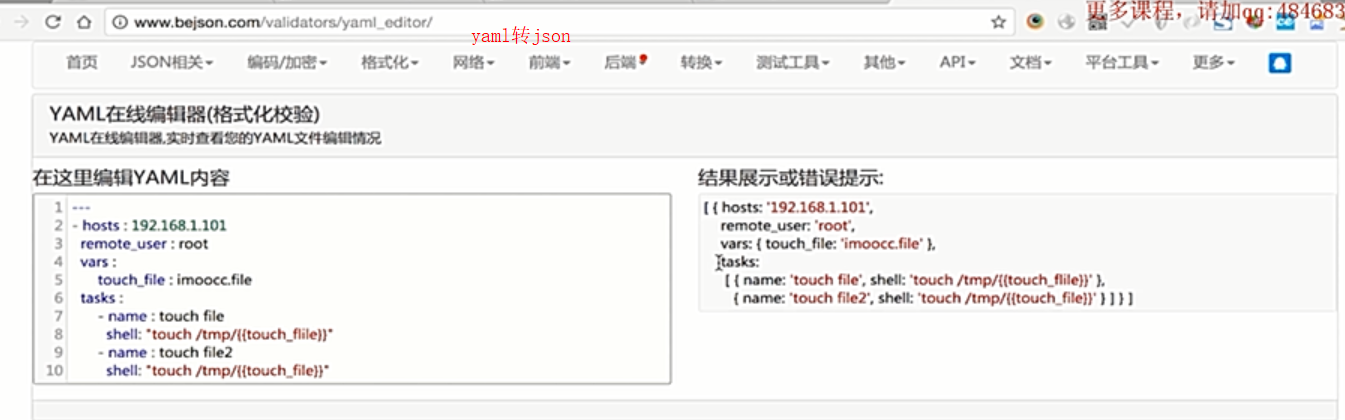 更多课程，请加qq:484683
www.bejson.com/validators/yaml_editor/
yaml转json
首页 JSON相关 编码/加密 格式化 网络 前端 后端 转换 测试工具 其他 API 文档 平台工具 更多
YAML在线编辑器(格式化校验)
YAML在线编辑器,实时查看您的YAML文件编辑情况
在这里编辑YAML内容
1 ---
2 - hosts : 192.168.1.101
3 remote_user : root
4 vars :
5 touch_file : imoocc.file
6 tasks :
7 - name : touch file
8 shell: "touch /tmp/{{touch_flile}}"
9 - name : touch file2
10 shell: "touch /tmp/{{touch_file}}"
结果展示或错误提示:
[ { hosts: '192.168.1.101',
remote_user: 'root',
vars: { touch_file: 'imoocc.file' },
tasks:
[ { name: 'touch file', shell: 'touch /tmp/{{touch_flile}}' },
{ name: 'touch file2', shell: 'touch /tmp/{{touch_file}}' } ] } ]